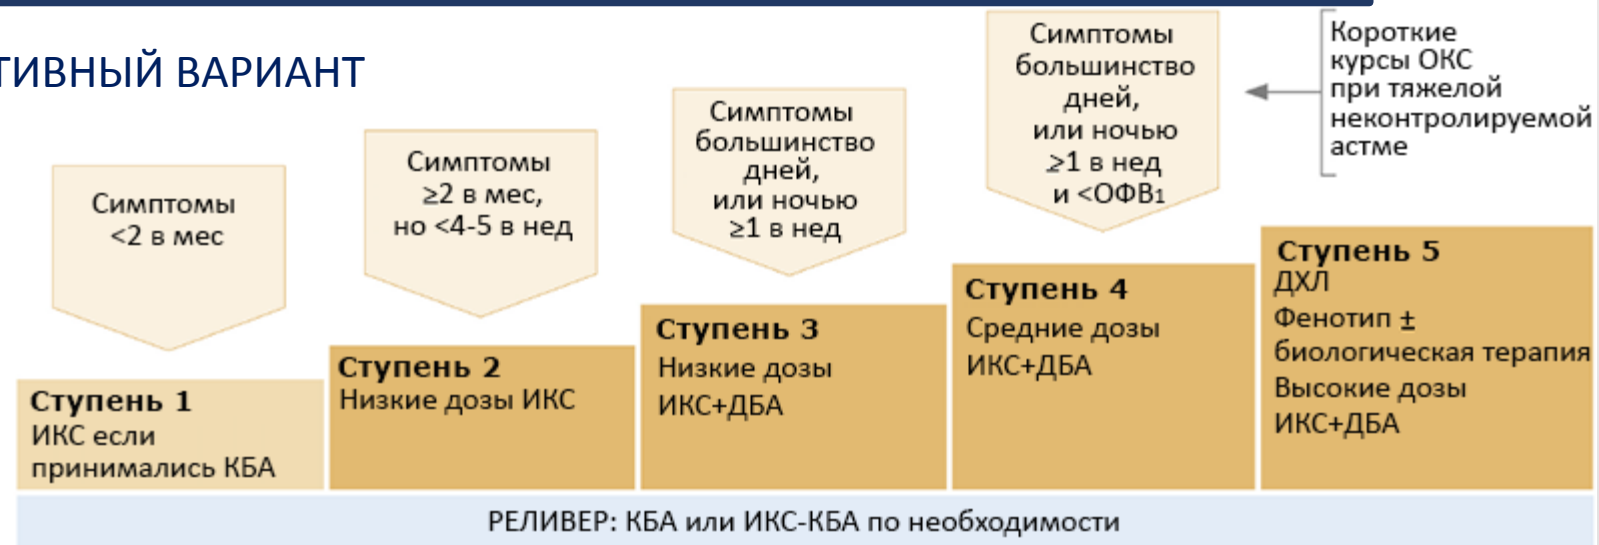 ТИВНЫЙ ВАРИАНТ
Симптомы
<2 в мес
Симптомы
≥2 в мес,
но <4-5 в нед
Симптомы
большинство
дней,
или ночью
≥1 в нед
Симптомы
большинство
дней,
или ночью
≥1 в нед
и <ОФВ1
Короткие
курсы ОКС
при тяжелой
неконтролируемой
астме
Ступень 1
ИКС если
принимались КБА
Ступень 2
Низкие дозы ИКС
Ступень 3
Низкие дозы
ИКС+ДБА
Ступень 4
Средние дозы
ИКС+ДБА
Ступень 5
ДХЛ
Фенотип ±
биологическая терапия
Высокие дозы
ИКС+ДБА
РЕЛИВЕР: КБА или ИКС-КБА по необходимости